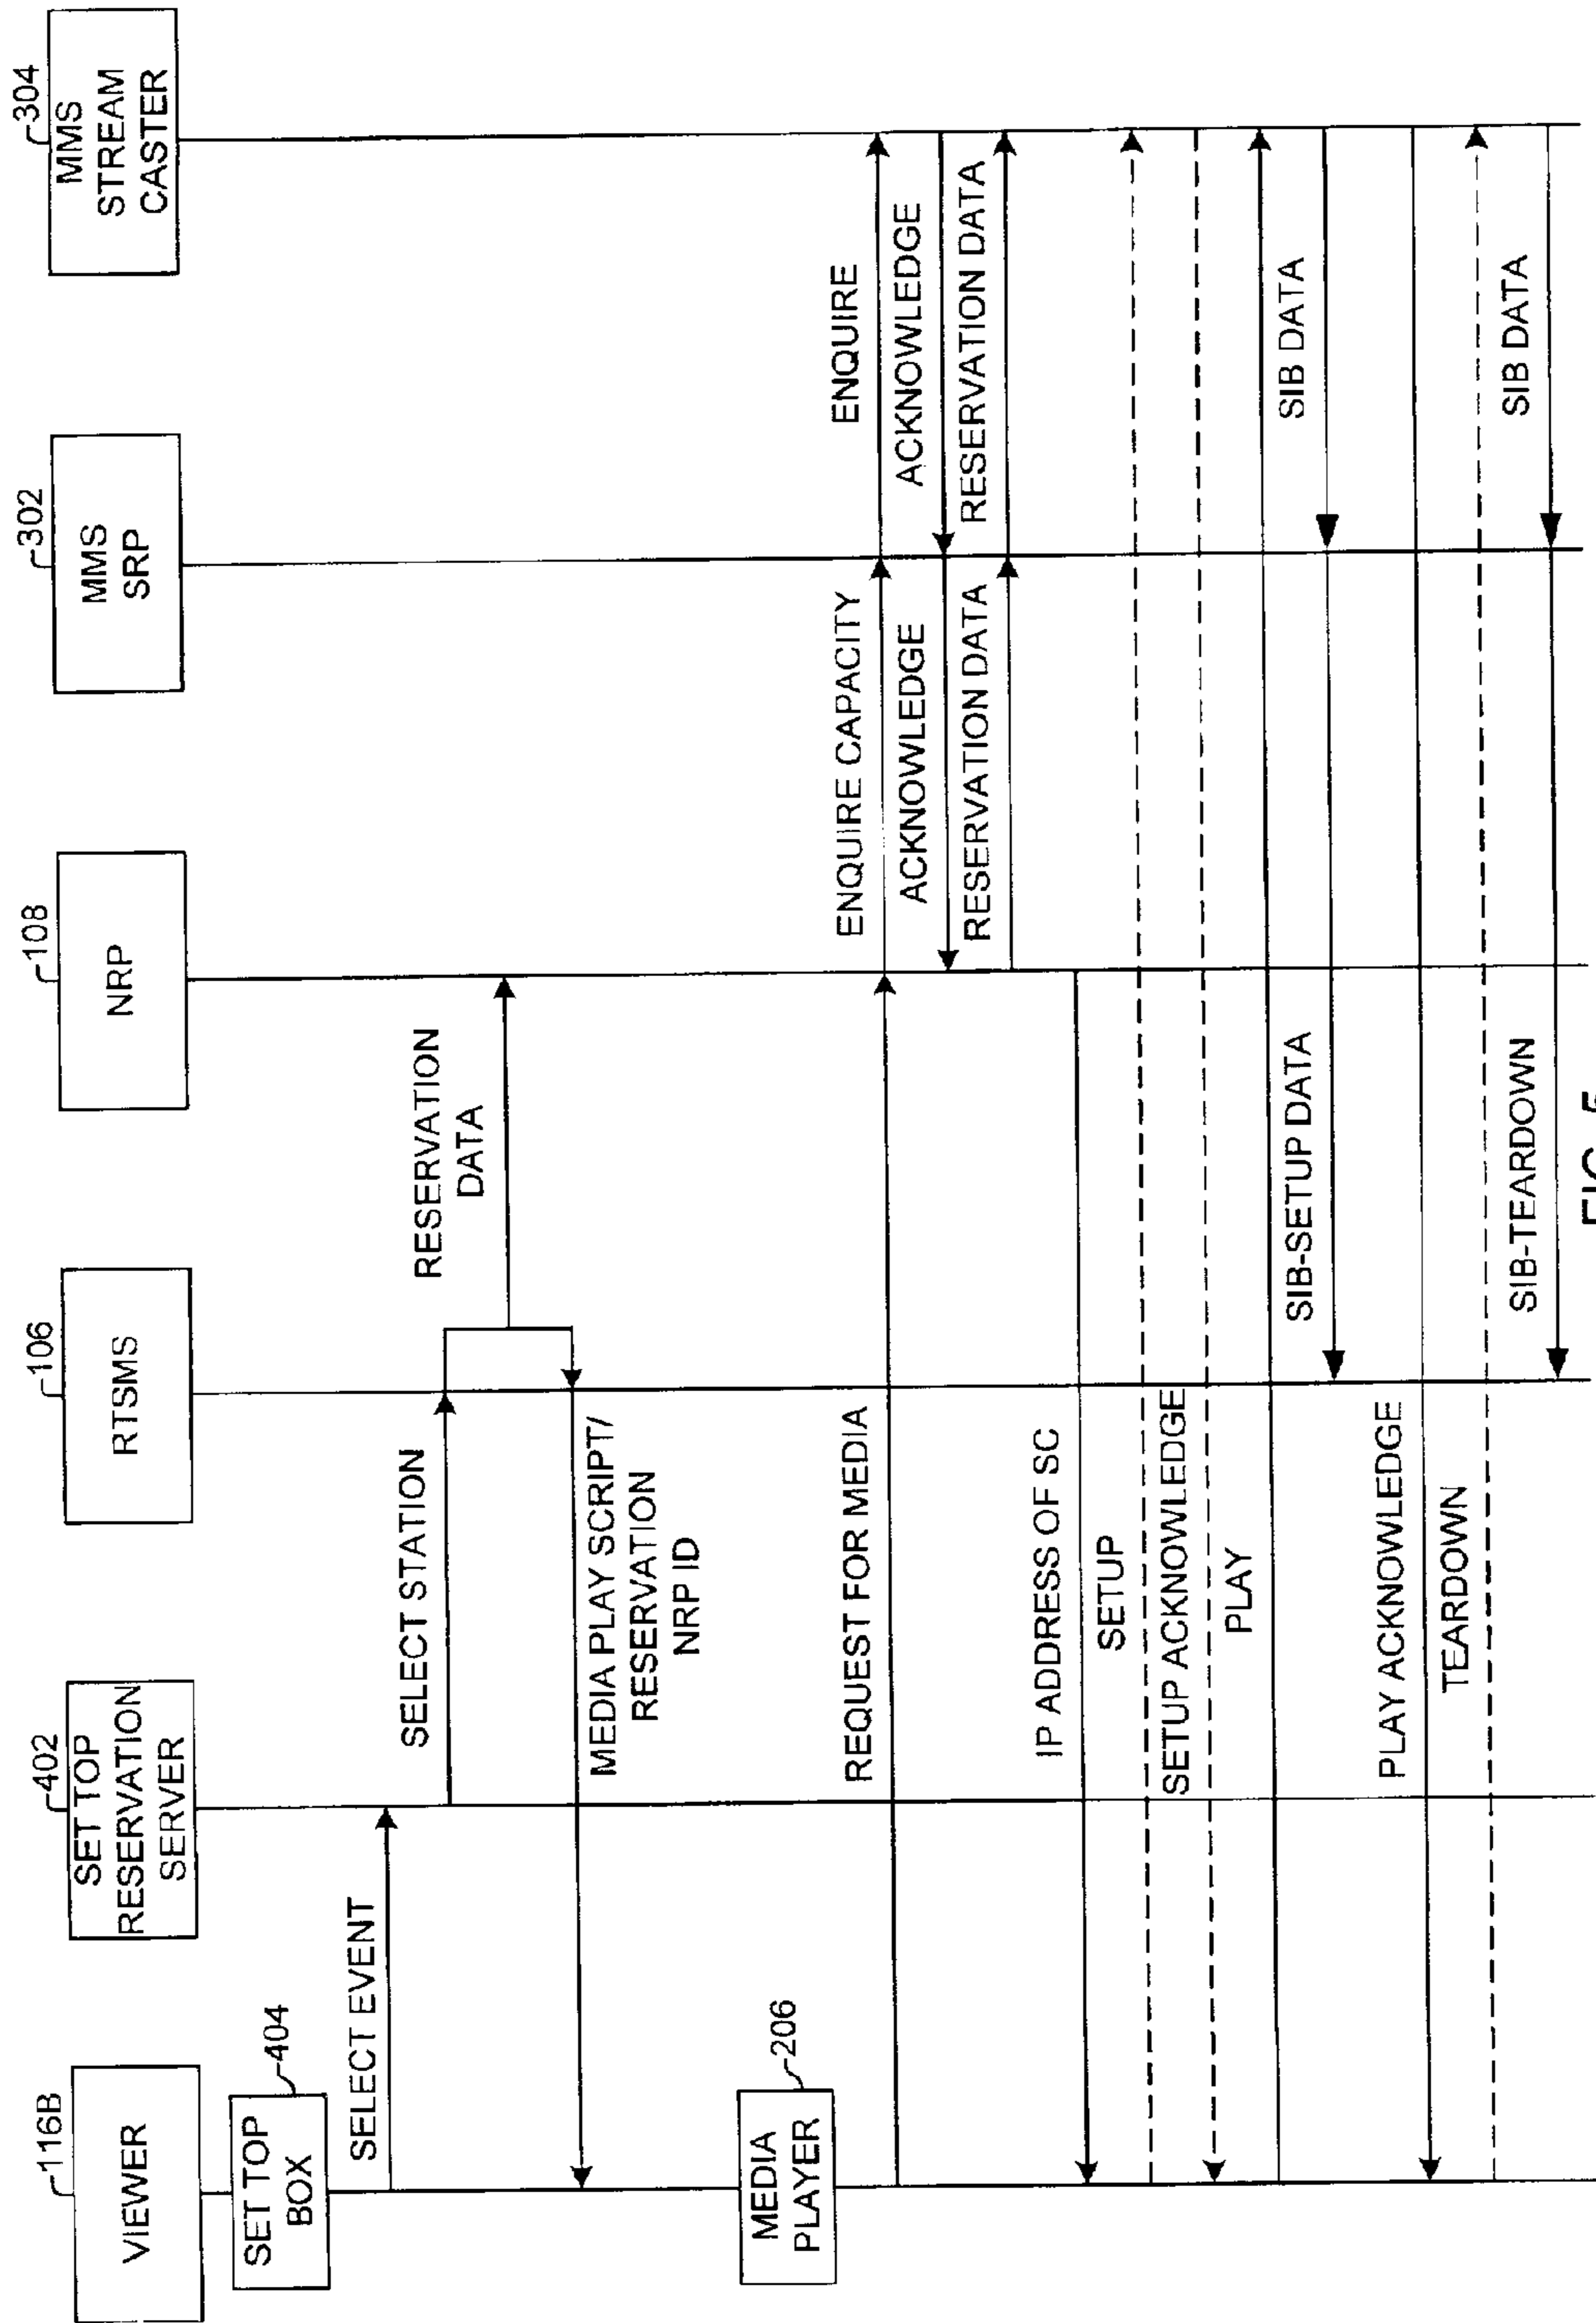 116B
VIEWER
SET TOP
BOX
404
402
SET TOP
RESERVATION
SERVER
106
RTSMS
108
NRP
302
MMS
SRP
304
MMS
STREAM
CASTER
SELECT EVENT
SELECT STATION
RESERVATION
DATA
MEDIA PLAY SCRIPT/
RESERVATION
NRP ID
MEDIA
PLAYER
206
REQUEST FOR MEDIA
ENQUIRE CAPACITY
ENQUIRE
ACKNOWLEDGE
ACKNOWLEDGE
RESERVATION DATA
RESERVATION DATA
IP ADDRESS OF SC
SETUP
SETUP ACKNOWLEDGE
PLAY
SIB-SETUP DATA
SIB DATA
PLAY ACKNOWLEDGE
TEARDOWN
SIB-TEARDOWN
SIB DATA
FIG. 5